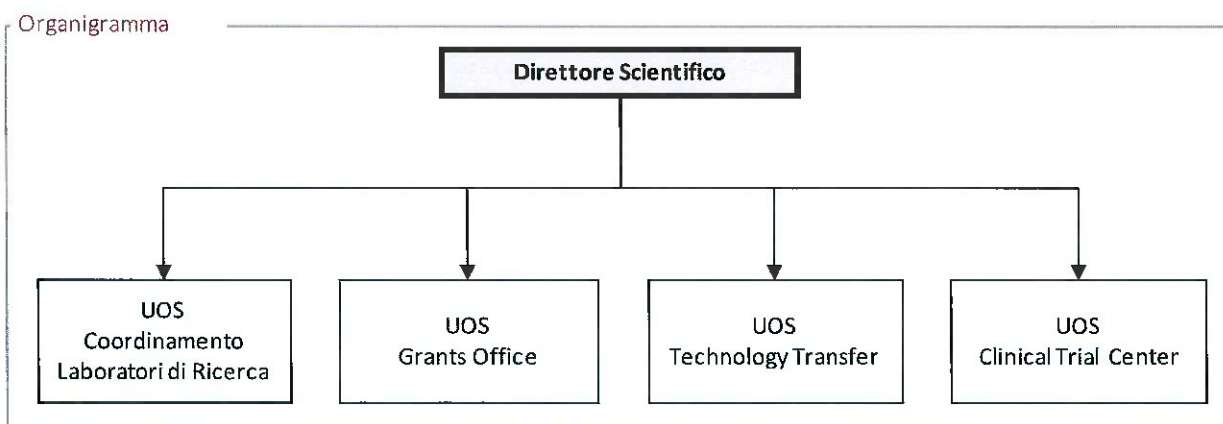 Organigramma
Direttore Scientifico
UOS
Coordinamento
Laboratori di Ricerca
UOS
Grants Office
UOS
Technology Transfer
UOS
Clinical Trial Center